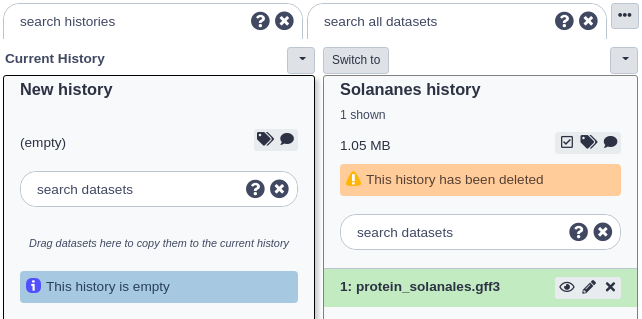 search histories
search all datasets
Current History
Switch to
New history
(empty)
search datasets
Drag datasets here to copy them to the current history
This history is empty
Solananes history
1 shown
1.05 MB
This history has been deleted
search datasets
1: protein_solanales.gff3